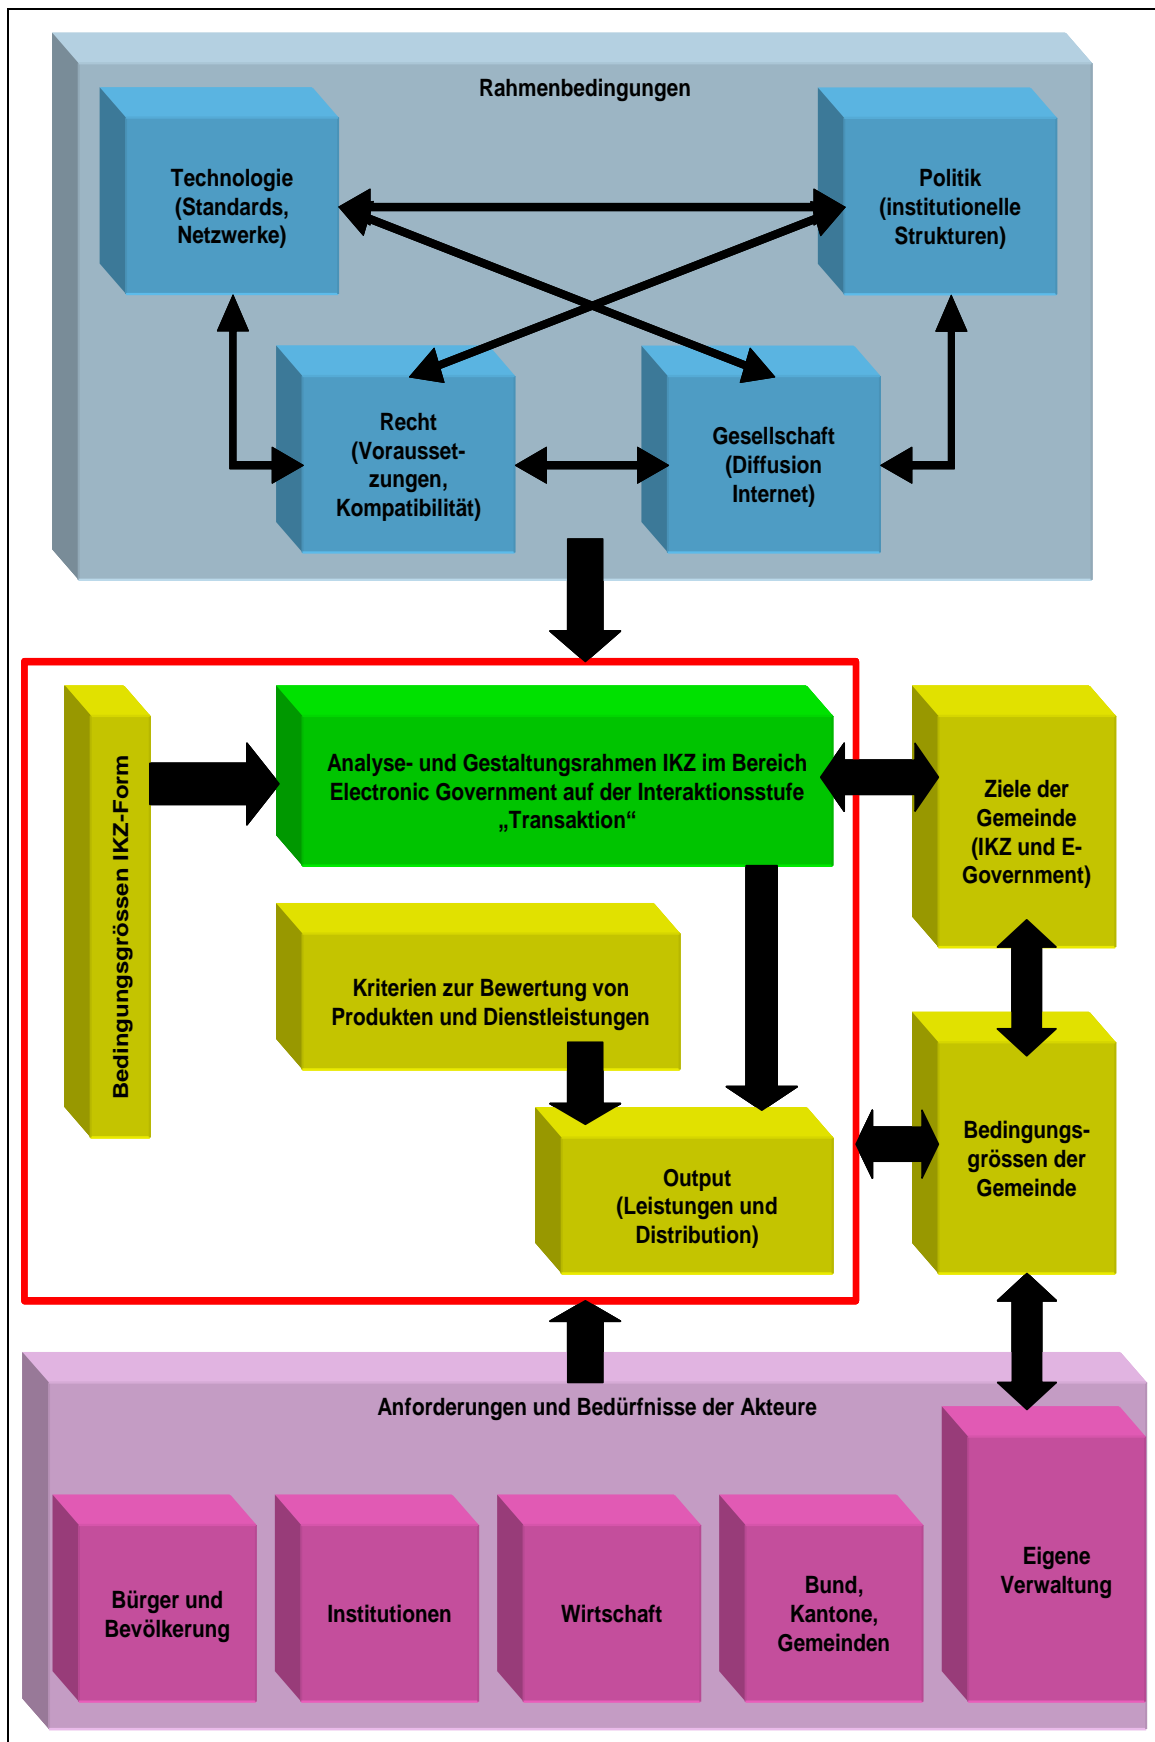 Rahmenbedingungen
Technologie
(Standards,
Netzwerke)
Politik
(institutionelle
Strukturen)
Recht
(Vorausset-
zungen,
Kompatibilität)
Gesellschaft
(Diffusion
Internet)
Bedingungsgrössen IKZ-Form
Analyse- und Gestaltungsrahmen IKZ im Bereich
Electronic Government auf der Interaktionsstufe
„Transaktion“
Ziele der
Gemeinde
(IKZ und E-
Government)
Kriterien zur Bewertung von
Produkten und Dienstleistungen
Output
(Leistungen und
Distribution)
Bedingungs-
grössen der
Gemeinde
Anforderungen und Bedürfnisse der Akteure
Bürger und
Bevölkerung
Institutionen
Wirtschaft
Bund,
Kantone,
Gemeinden
Eigene
Verwaltung